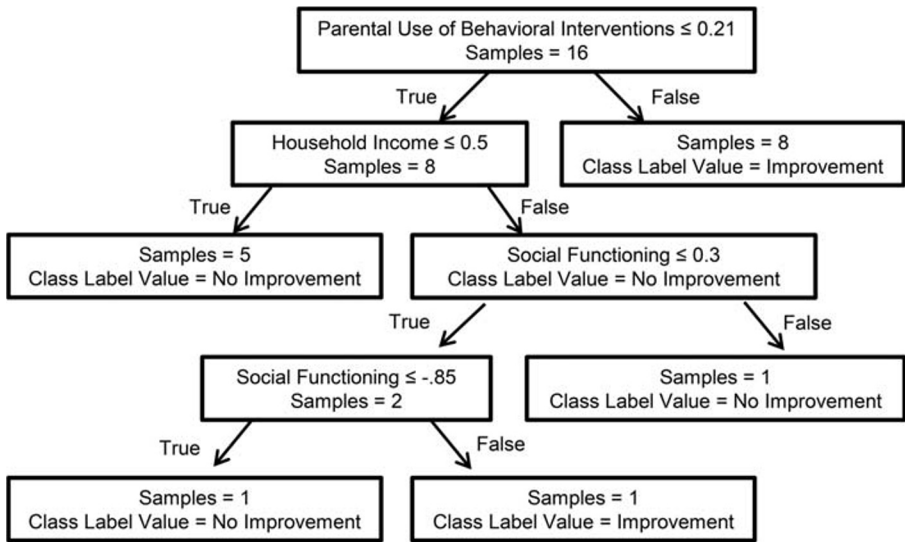 Parental Use of Behavioral Interventions ≤ 0.21
Samples = 16
True
False
Household Income ≤ 0.5
Samples = 8
Samples = 8
Class Label Value = Improvement
True
False
Samples = 5
Class Label Value = No Improvement
Social Functioning ≤ 0.3
Class Label Value = No Improvement
True
False
Social Functioning ≤ -.85
Samples = 2
Samples = 1
Class Label Value = No Improvement
True
False
Samples = 1
Class Label Value = No Improvement
Samples = 1
Class Label Value = Improvement